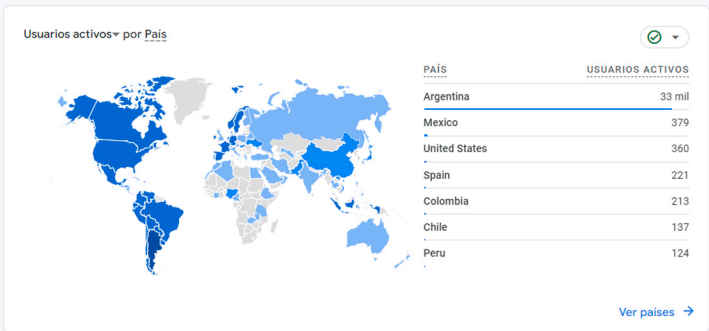 Usuarios activos por País
PAÍS USUARIOS ACTIVOS
Argentina 33 mil
Mexico 379
United States 360
Spain 221
Colombia 213
Chile 137
Peru 124
Ver países